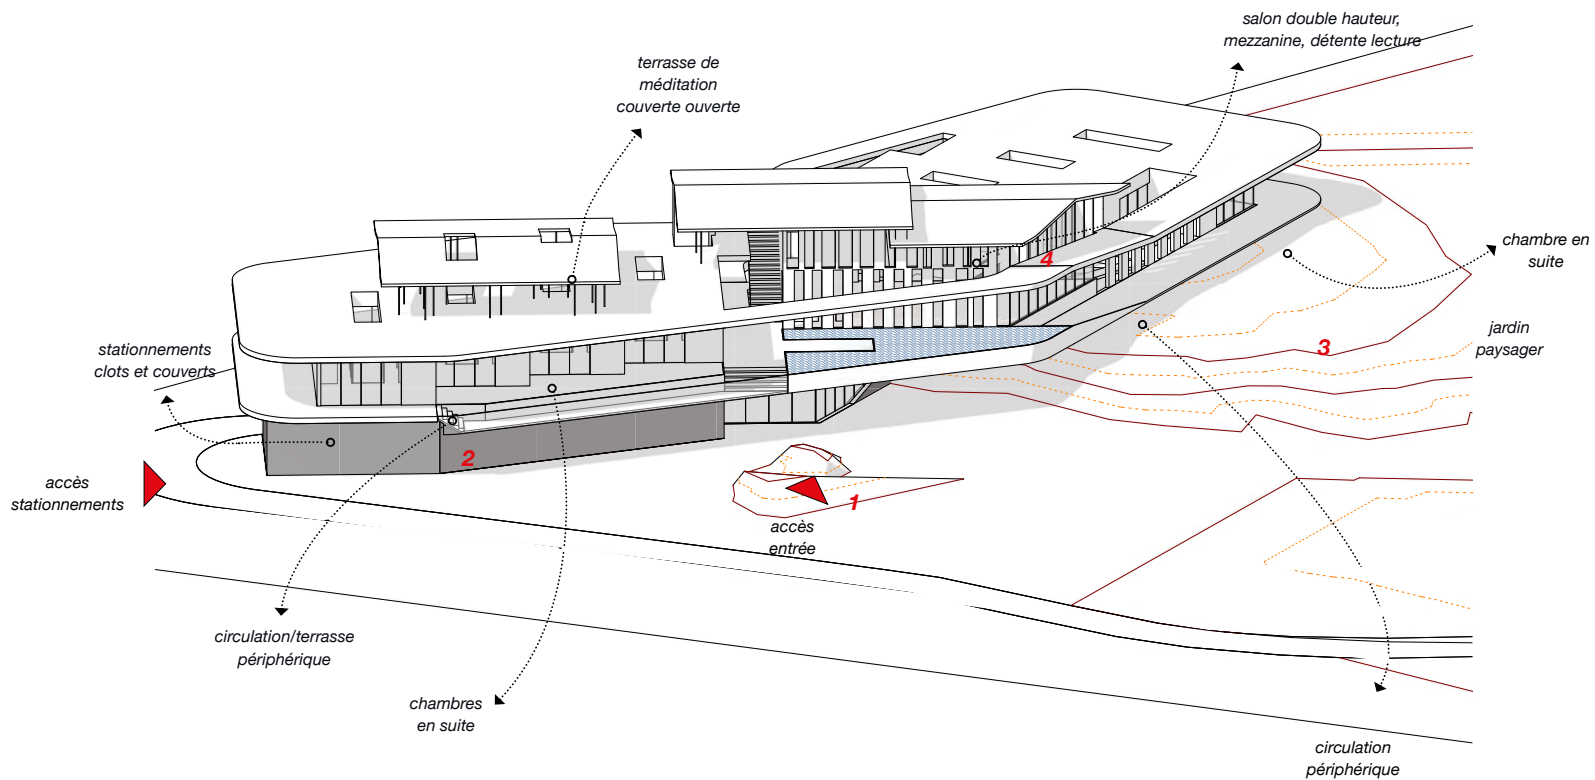 salon double hauteur,
mezzanine, détente lecture
terrasse de
méditation
couverte ouverte
chambre en
suite
4
jardin
paysager
3
stationnements
clots et couverts
2
accès
stationnements
1
accès
entrée
circulation/terrasse
périphérique
chambres
en suite
circulation
périphérique